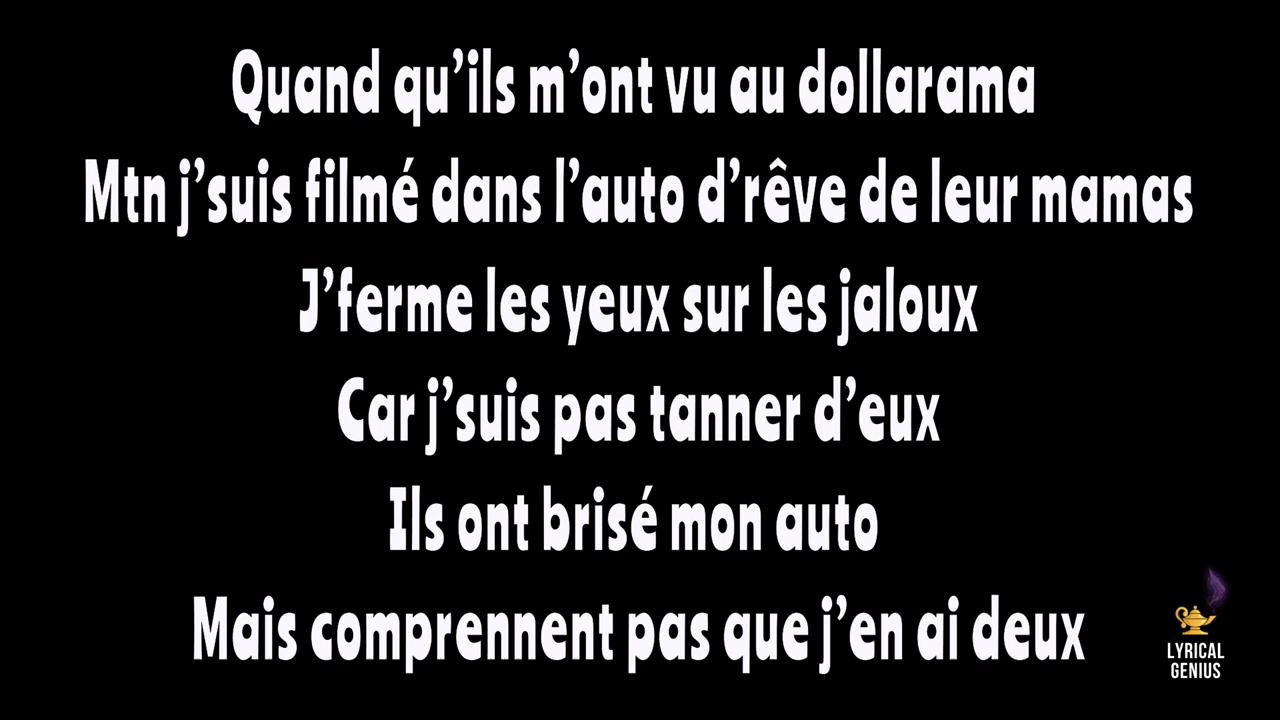 Quand qu’ils m’ont vu au dollarama
Mtn j’suis filmé dans l’auto d’rêve de leur mamas
J’ferme les yeux sur les jaloux
Car j’suis pas tanner d’eux
Ils ont brisé mon auto
Mais comprennent pas que j’en ai deux
LYRICAL
GENIUS